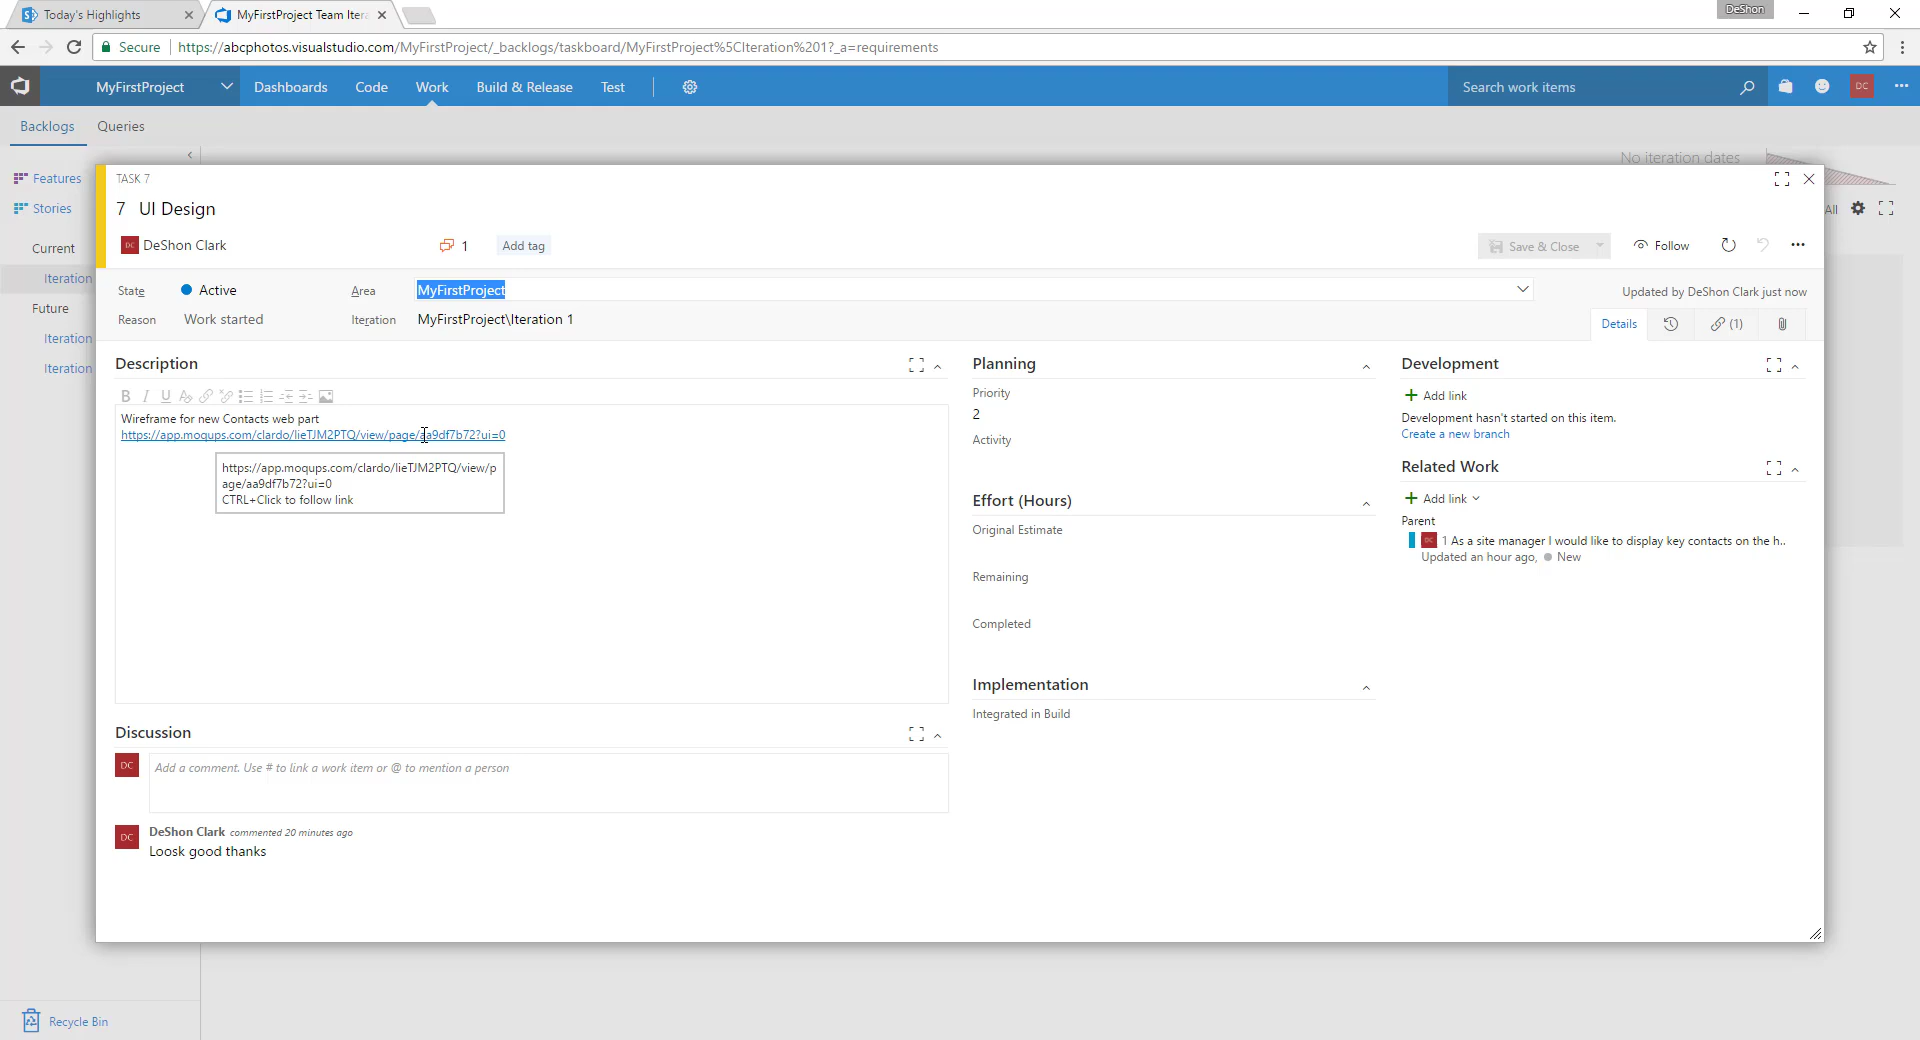 Today's Highlights
MyFirstProject Team Itera
DeShon
Secure
https://abcphotos.visualstudio.com/MyFirstProject/_backlogs/taskboard/MyFirstProject%5CIteration%201?_a=requirements
MyFirstProject
Dashboards
Code
Work
Build & Release
Test
Search work items
DC
Backlogs
Queries
No iteration dates
Features
Stories
Current
Iteration
Future
Iteration
Iteration
All
TASK 7
7 UI Design
DC DeShon Clark
1
Add tag
Save & Close
Follow
State
Active
Area
MyFirstProject
Updated by DeShon Clark just now
Reason
Work started
Iteration
MyFirstProject\Iteration 1
Details
(1)
Description
B I U
Wireframe for new Contacts web part
https://app.moqups.com/clardo/lieTJM2PTQ/view/page/aa9df7b72?ui=0
https://app.moqups.com/clardo/lieTJM2PTQ/view/p
age/aa9df7b72?ui=0
CTRL+Click to follow link
Discussion
DC
Add a comment. Use # to link a work item or @ to mention a person
DC
DeShon Clark commented 20 minutes ago
Loosk good thanks
Planning
Priority
2
Activity
Effort (Hours)
Original Estimate
Remaining
Completed
Implementation
Integrated in Build
Development
Add link
Development hasn't started on this item.
Create a new branch
Related Work
Add link
Parent
DC 1 As a site manager I would like to display key contacts on the h..
Updated an hour ago, New
Recycle Bin